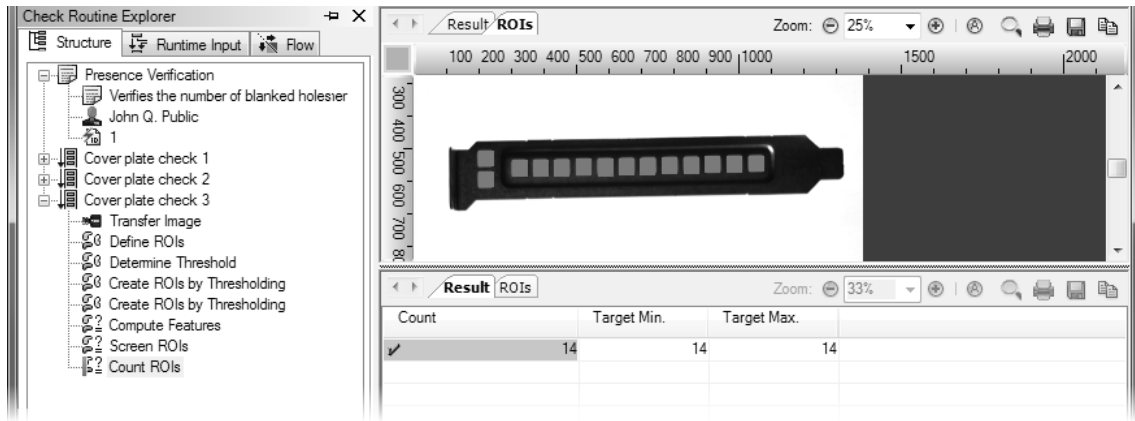 Check Routine Explorer
Structure Runtime Input Flow
Presence Verification
Verifies the number of blanked holesner
John Q. Public
1
Cover plate check 1
Cover plate check 2
Cover plate check 3
Transfer Image
Define ROIs
Determine Threshold
Create ROIs by Thresholding
Create ROIs by Thresholding
Compute Features
Screen ROIs
Count ROIs
Result ROIs Zoom: 25%
100 200 300 400 500 600 700 800 900 1000 1500 2000
300 400 500 600 700
Result ROIs Zoom: 33%
Count Target Min. Target Max.
14 14 14